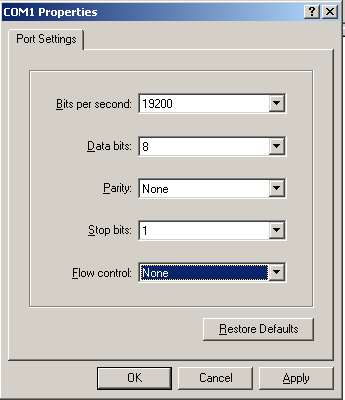 COM1 Properties
Port Settings
Bits per second: 19200
Data bits: 8
Parity: None
Stop bits: 1
Flow control: None
Restore Defaults
OK Cancel Apply